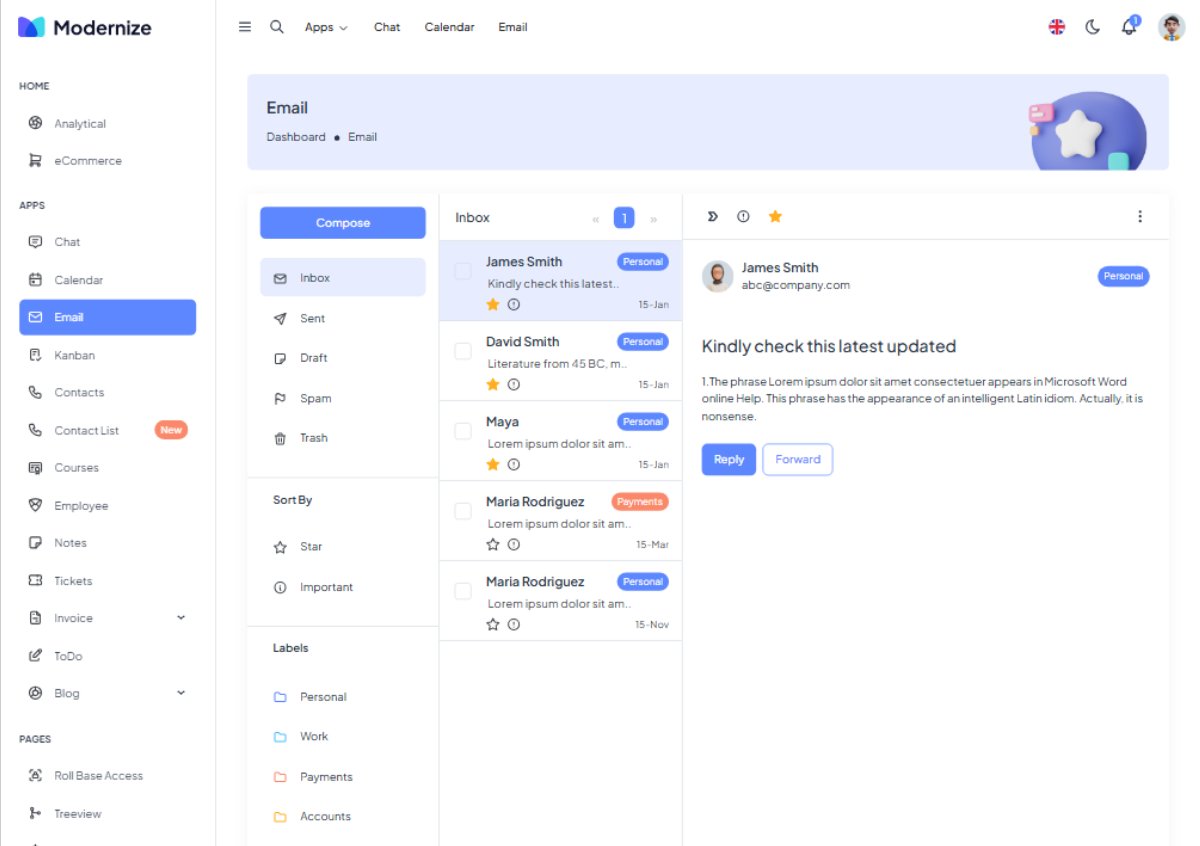 Modernize
Apps
Chat
Calendar
Email
1
HOME
Analytical
eCommerce
APPS
Chat
Calendar
Email
Kanban
Contacts
Contact List
New
Courses
Employee
Notes
Tickets
Invoice
ToDo
Blog
PAGES
Roll Base Access
Treeview
Email
Dashboard • Email
Compose
Inbox
Sent
Draft
Spam
Trash
Sort By
Star
Important
Labels
Personal
Work
Payments
Accounts
Inbox
« 1 »
James Smith
Personal
Kindly check this latest..
15-Jan
David Smith
Personal
Literature from 45 BC, m..
15-Jan
Maya
Personal
Lorem ipsum dolor sit am..
15-Jan
Maria Rodriguez
Payments
Lorem ipsum dolor sit am..
15-Mar
Maria Rodriguez
Personal
Lorem ipsum dolor sit am..
15-Nov
James Smith
abc@company.com
Personal
Kindly check this latest updated
1.The phrase Lorem ipsum dolor sit amet consectetuer appears in Microsoft Word
online Help. This phrase has the appearance of an intelligent Latin idiom. Actually, it is
nonsense.
Reply
Forward